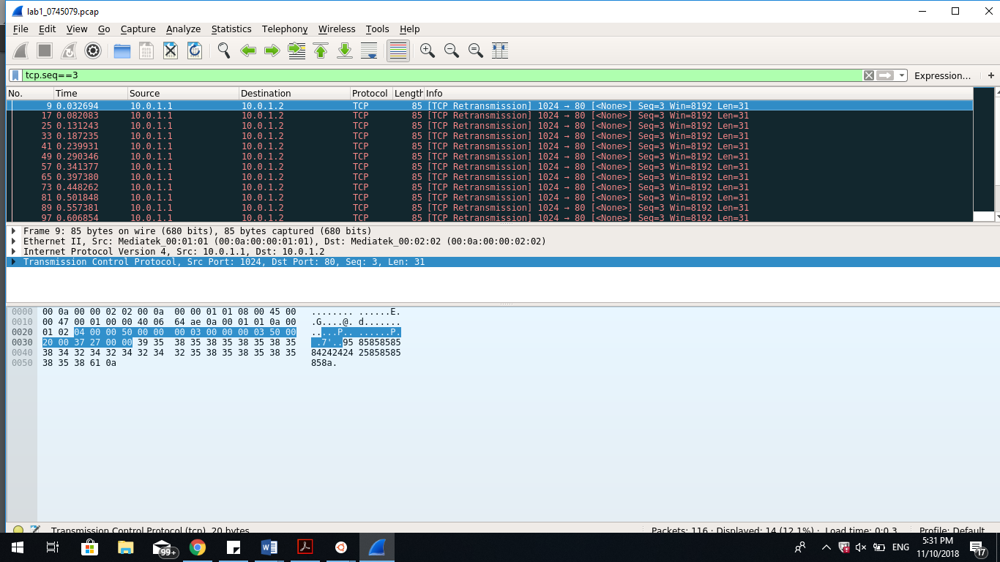 lab1_0745079.pcap
File Edit View Go Capture Analyze Statistics Telephony Wireless Tools Help
tcp.seq==3 Expression… +
No. Time Source Destination Protocol Length Info
9 0.032694 10.0.1.1 10.0.1.2 TCP 85 [TCP Retransmission] 1024 → 80 [<None>] Seq=3 Win=8192 Len=31
17 0.082083 10.0.1.1 10.0.1.2 TCP 85 [TCP Retransmission] 1024 → 80 [<None>] Seq=3 Win=8192 Len=31
25 0.131243 10.0.1.1 10.0.1.2 TCP 85 [TCP Retransmission] 1024 → 80 [<None>] Seq=3 Win=8192 Len=31
33 0.187235 10.0.1.1 10.0.1.2 TCP 85 [TCP Retransmission] 1024 → 80 [<None>] Seq=3 Win=8192 Len=31
41 0.239931 10.0.1.1 10.0.1.2 TCP 85 [TCP Retransmission] 1024 → 80 [<None>] Seq=3 Win=8192 Len=31
49 0.290346 10.0.1.1 10.0.1.2 TCP 85 [TCP Retransmission] 1024 → 80 [<None>] Seq=3 Win=8192 Len=31
57 0.341377 10.0.1.1 10.0.1.2 TCP 85 [TCP Retransmission] 1024 → 80 [<None>] Seq=3 Win=8192 Len=31
65 0.397380 10.0.1.1 10.0.1.2 TCP 85 [TCP Retransmission] 1024 → 80 [<None>] Seq=3 Win=8192 Len=31
73 0.448262 10.0.1.1 10.0.1.2 TCP 85 [TCP Retransmission] 1024 → 80 [<None>] Seq=3 Win=8192 Len=31
81 0.501848 10.0.1.1 10.0.1.2 TCP 85 [TCP Retransmission] 1024 → 80 [<None>] Seq=3 Win=8192 Len=31
89 0.557381 10.0.1.1 10.0.1.2 TCP 85 [TCP Retransmission] 1024 → 80 [<None>] Seq=3 Win=8192 Len=31
97 0.606854 10.0.1.1 10.0.1.2 TCP 85 [TCP Retransmission] 1024 → 80 [<None>] Seq=3 Win=8192 Len=31
Frame 9: 85 bytes on wire (680 bits), 85 bytes captured (680 bits)
Ethernet II, Src: Mediatek_00:01:01 (00:0a:00:00:01:01), Dst: Mediatek_00:02:02 (00:0a:00:00:02:02)
Internet Protocol Version 4, Src: 10.0.1.1, Dst: 10.0.1.2
Transmission Control Protocol, Src Port: 1024, Dst Port: 80, Seq: 3, Len: 31
0000 00 0a 00 00 02 02 00 0a 00 00 01 01 08 00 45 00 ........ ......E.
0010 00 47 00 01 00 00 40 06 64 ae 0a 00 01 01 0a 00 .G....@. d.......
0020 01 02 04 00 00 50 00 00 00 03 00 00 00 03 50 00 .....P.. ......P.
0030 20 00 37 27 00 00 39 35 38 35 38 35 38 35 38 35 .7'..95 85858585
0040 38 34 32 34 32 34 32 34 32 35 38 35 38 35 38 35 84242424 25858585
0050 38 35 38 61 0a 858a.
Transmission Control Protocol (tcp), 20 bytes Packets: 116 · Displayed: 14 (12.1%) · Load time: 0:0.3 Profile: Default
99+ ENG 5:31 PM
11/10/2018 17